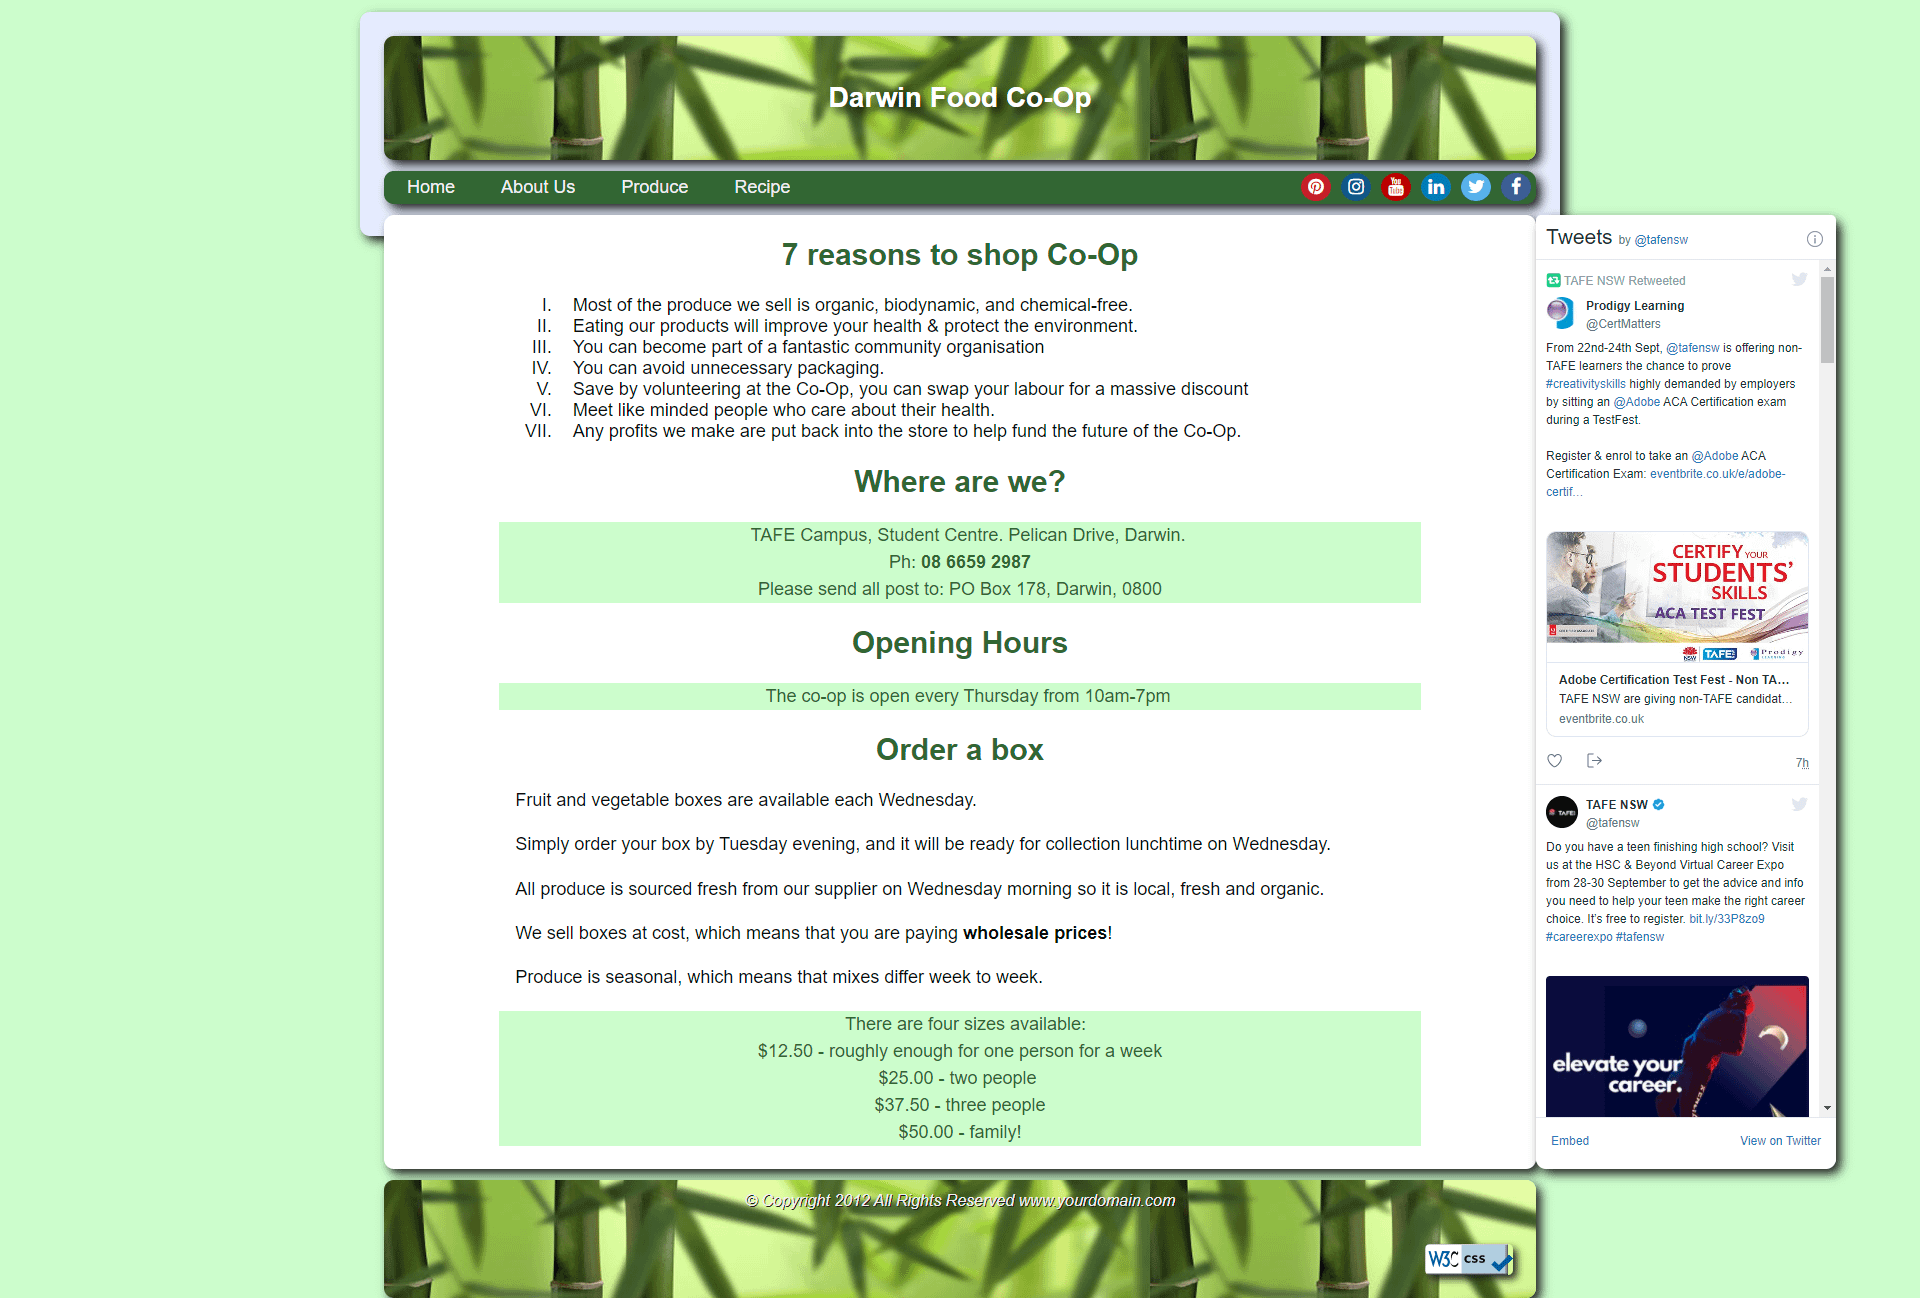 Darwin Food Co-Op
Home About Us Produce Recipe
You Tube in f
7 reasons to shop Co-Op
I. Most of the produce we sell is organic, biodynamic, and chemical-free.
II. Eating our products will improve your health & protect the environment.
III. You can become part of a fantastic community organisation
IV. You can avoid unnecessary packaging.
V. Save by volunteering at the Co-Op, you can swap your labour for a massive discount
VI. Meet like minded people who care about their health.
VII. Any profits we make are put back into the store to help fund the future of the Co-Op.
Where are we?
TAFE Campus, Student Centre. Pelican Drive, Darwin.
Ph: 08 6659 2987
Please send all post to: PO Box 178, Darwin, 0800
Opening Hours
The co-op is open every Thursday from 10am-7pm
Order a box
Fruit and vegetable boxes are available each Wednesday.
Simply order your box by Tuesday evening, and it will be ready for collection lunchtime on Wednesday.
All produce is sourced fresh from our supplier on Wednesday morning so it is local, fresh and organic.
We sell boxes at cost, which means that you are paying wholesale prices!
Produce is seasonal, which means that mixes differ week to week.
There are four sizes available:
$12.50 - roughly enough for one person for a week
$25.00 - two people
$37.50 - three people
$50.00 - family!
Tweets by @tafensw
TAFE NSW Retweeted
Prodigy Learning
@CertMatters
From 22nd-24th Sept, @tafensw is offering non-
TAFE learners the chance to prove
#creativityskills highly demanded by employers
by sitting an @Adobe ACA Certification exam
during a TestFest.
Register & enrol to take an @Adobe ACA
Certification Exam: eventbrite.co.uk/e/adobe-
certif…
CERTIFY YOUR
STUDENTS'
SKILLS
ACA TEST FEST
NSW TAFE Prodigy
Adobe Certification Test Fest - Non TA…
TAFE NSW are giving non-TAFE candidat…
eventbrite.co.uk
7h
TAFE
TAFE NSW
@tafensw
Do you have a teen finishing high school? Visit
us at the HSC & Beyond Virtual Career Expo
from 28-30 September to get the advice and info
you need to help your teen make the right career
choice. It's free to register. bit.ly/33P8zo9
#careerexpo #tafensw
elevate your
career.
Embed View on Twitter
© Copyright 2012 All Rights Reserved www.yourdomain.com
W3C css